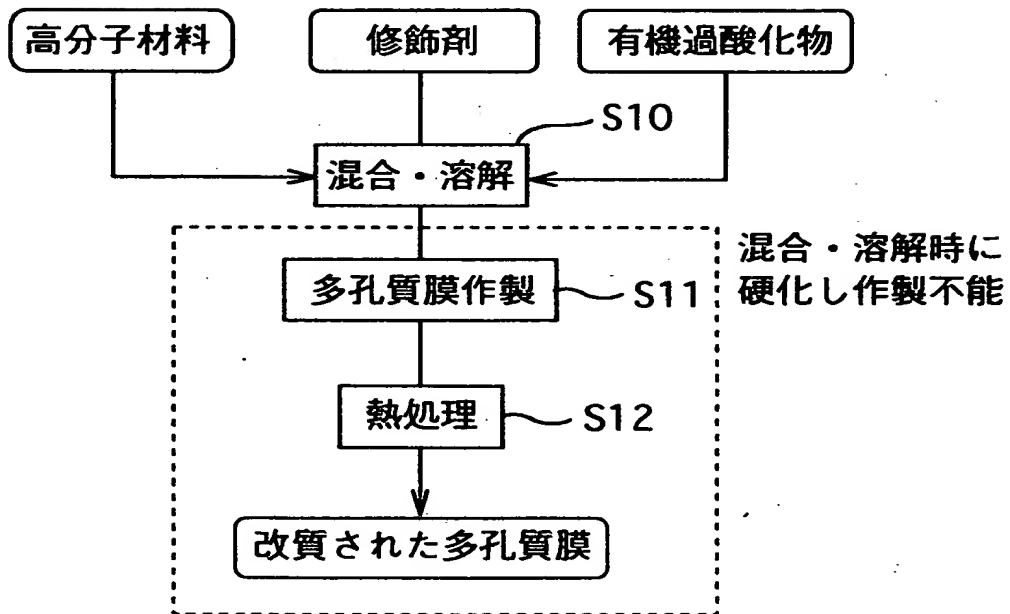 高分子材料
修飾剤
有機過酸化物
S10
混合・溶解
混合・溶解時に
硬化し作製不能
多孔質膜作製
S11
熱処理
S12
改質された多孔質膜